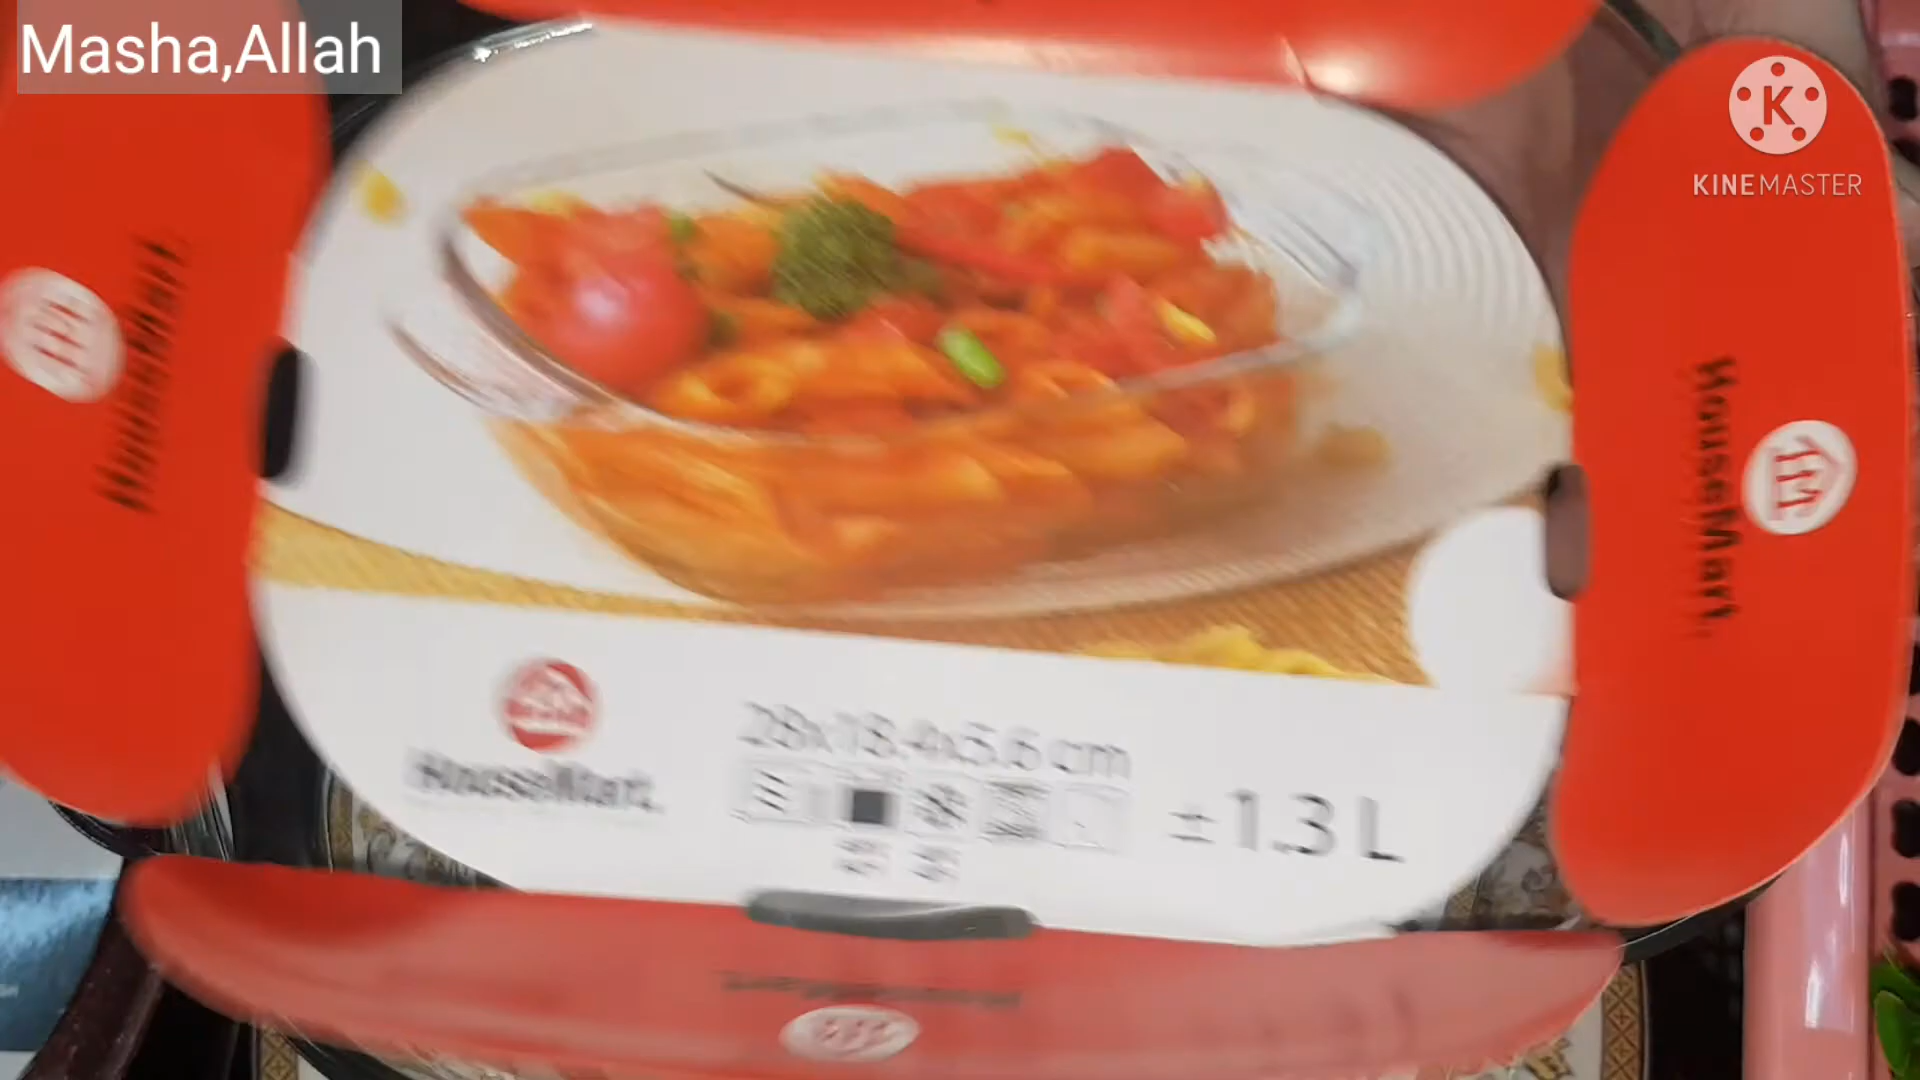 Masha,Allah
KINEMASTER
HouseMart.
HouseMart.
HouseMart.
28x18.4x5.6 cm
± 1.3 L